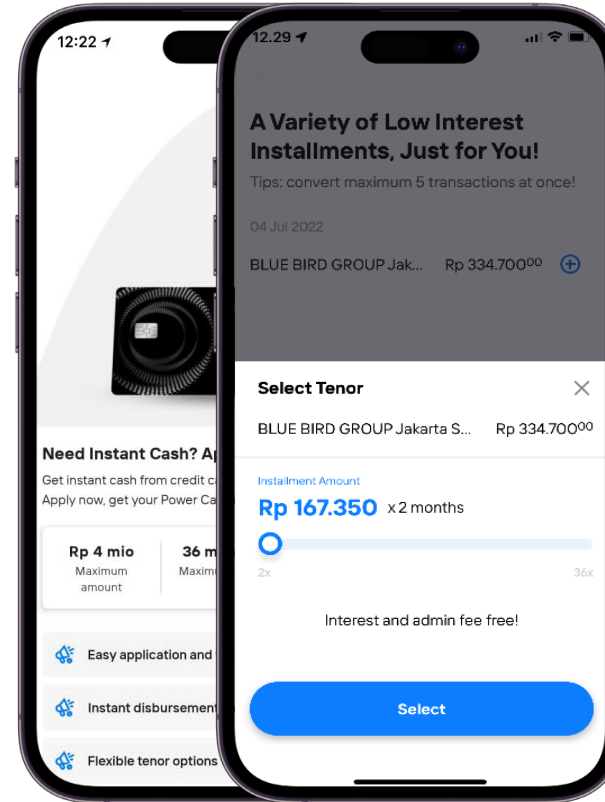 12:22
Need Instant Cash?
Get instant cash from credit
Apply now, get your Power
Rp 4 mio
Maximum
amount
36
Easy application and
Instant disbursement
Flexible tenor options
12.29
A Variety of Low Interest
Installments, Just for You!
Tips: convert maximum 5 transactions at once!
04 Jul 2022
BLUE BIRD GROUP Jak... Rp 334.700⁰⁰
Select Tenor
BLUE BIRD GROUP Jakarta S... Rp 334.700⁰⁰
Installment Amount
Rp 167.350 x 2 months
2x 36x
Interest and admin fee free!
Select